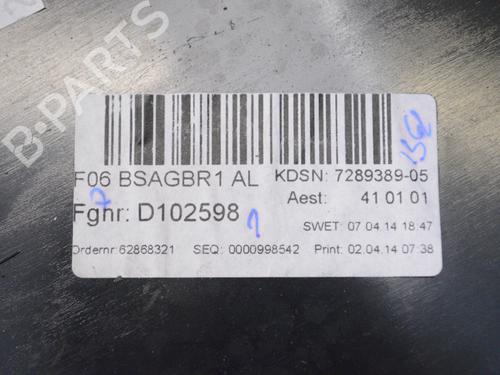 B-PARTS
F06 BSAGBR1 AL KDSN: 7289389-05
Aest: 41 01 01
Fghr: D102598
SWET: 07 04 14 18:47
Ordernr:62868321 SEQ: 0000998542 Print: 02.04.14 07:38